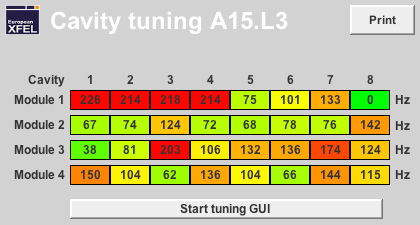 European
XFEL
Cavity tuning A15.L3
Print
Cavity 1 2 3 4 5 6 7 8
Module 1 226 214 218 214 75 101 133 0 Hz
Module 2 67 74 124 72 68 78 76 142 Hz
Module 3 38 81 203 106 132 136 174 124 Hz
Module 4 150 104 62 136 104 66 144 115 Hz
Start tuning GUI